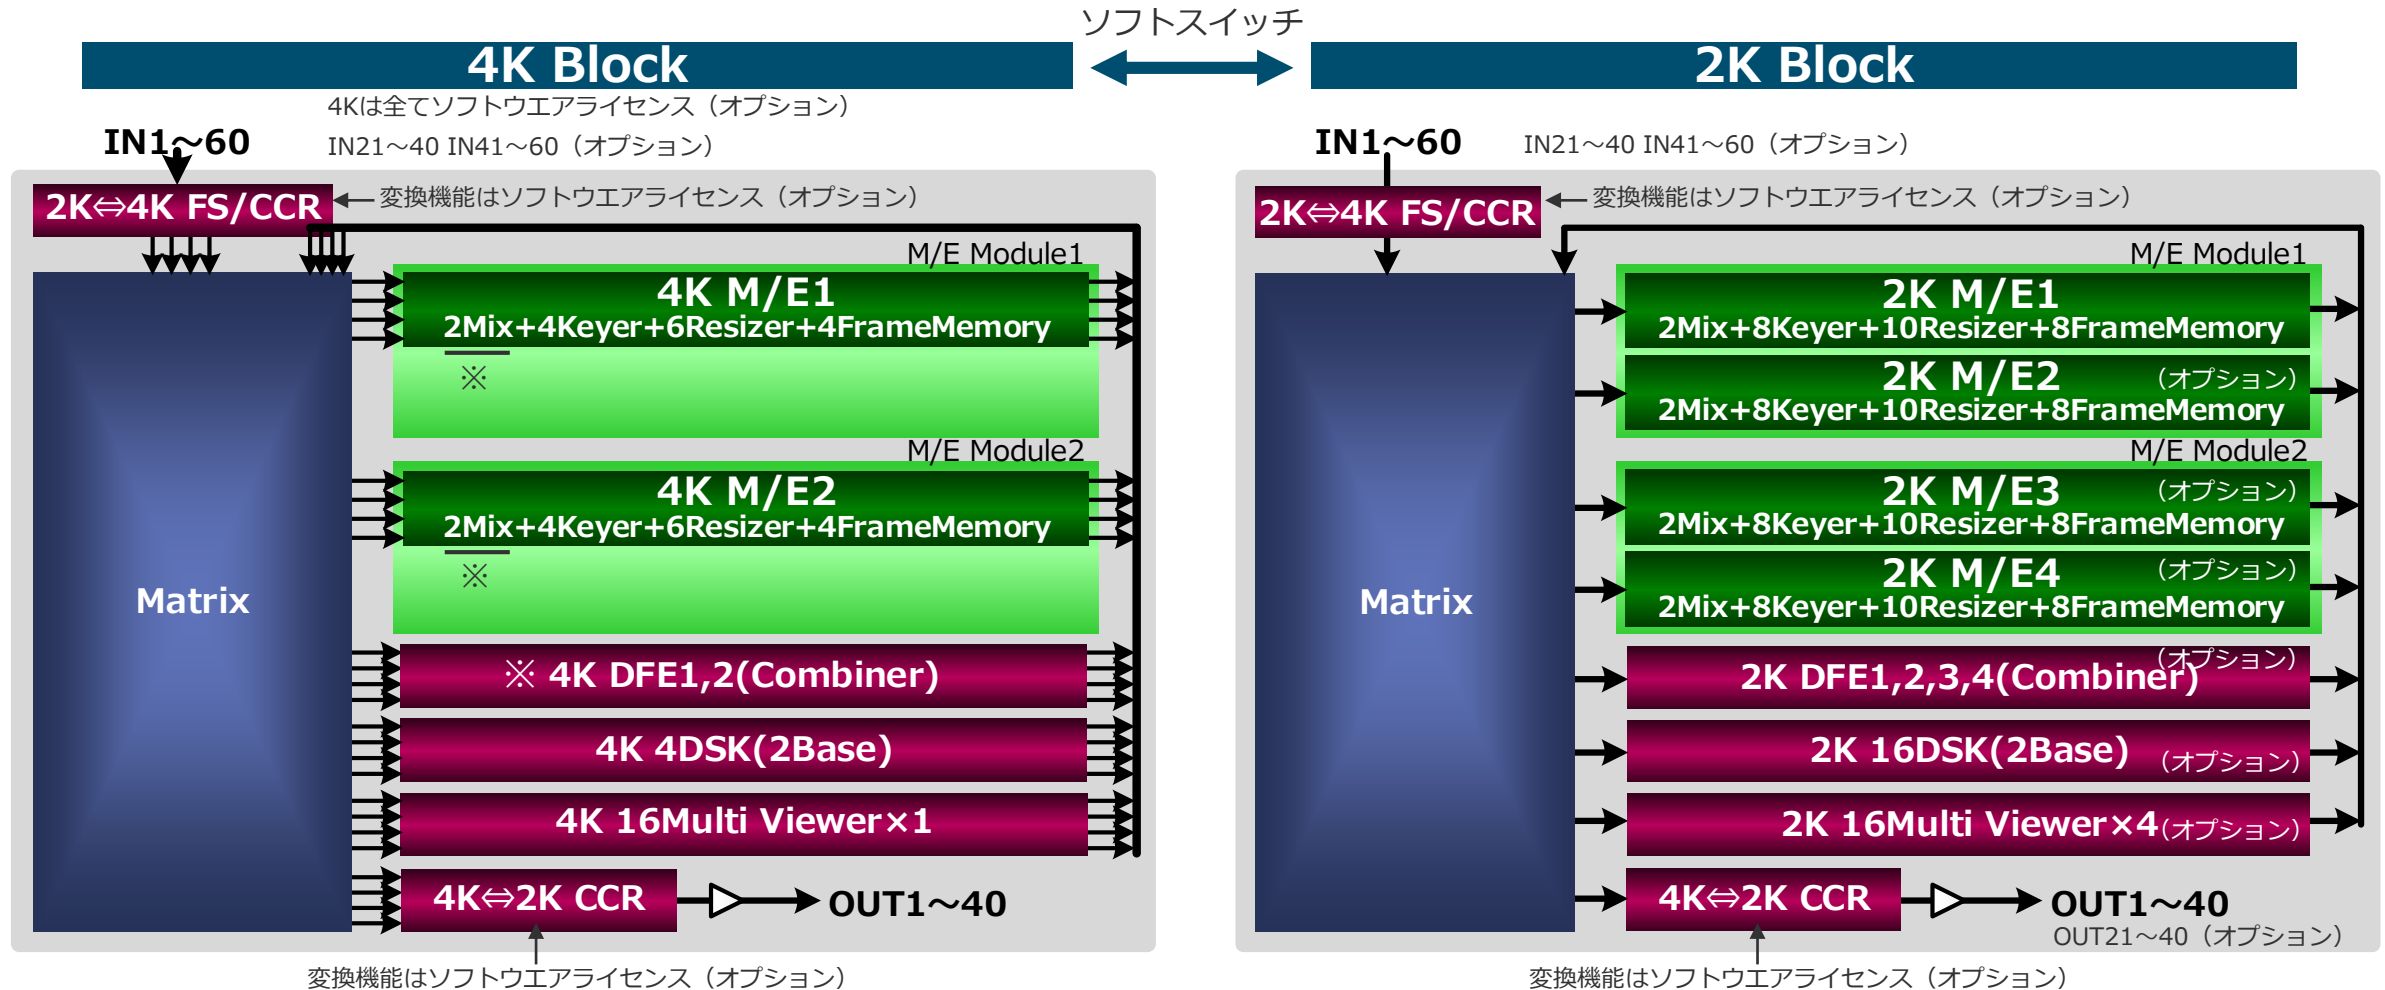 ソフトスイッチ
4K Block
4Kは全てソフトウエアライセンス（オプション）
IN1～60
IN21～40 IN41～60（オプション）
2K⇔4K FS/CCR
変換機能はソフトウエアライセンス（オプション）
M/E Module1
4K M/E1
2Mix+4Keyer+6Resizer+4FrameMemory
※
M/E Module2
4K M/E2
2Mix+4Keyer+6Resizer+4FrameMemory
※
Matrix
※ 4K DFE1,2(Combiner)
4K 4DSK(2Base)
4K 16Multi Viewer×1
4K⇔2K CCR
OUT1～40
変換機能はソフトウエアライセンス（オプション）
2K Block
IN1～60
IN21～40 IN41～60（オプション）
2K⇔4K FS/CCR
変換機能はソフトウエアライセンス（オプション）
M/E Module1
2K M/E1
2Mix+8Keyer+10Resizer+8FrameMemory
2K M/E2 （オプション）
2Mix+8Keyer+10Resizer+8FrameMemory
M/E Module2
2K M/E3 （オプション）
2Mix+8Keyer+10Resizer+8FrameMemory
2K M/E4 （オプション）
2Mix+8Keyer+10Resizer+8FrameMemory
Matrix
2K DFE1,2,3,4(Combiner) （オプション）
2K 16DSK(2Base) （オプション）
2K 16Multi Viewer×4（オプション）
4K⇔2K CCR
OUT1～40
OUT21～40（オプション）
変換機能はソフトウエアライセンス（オプション）